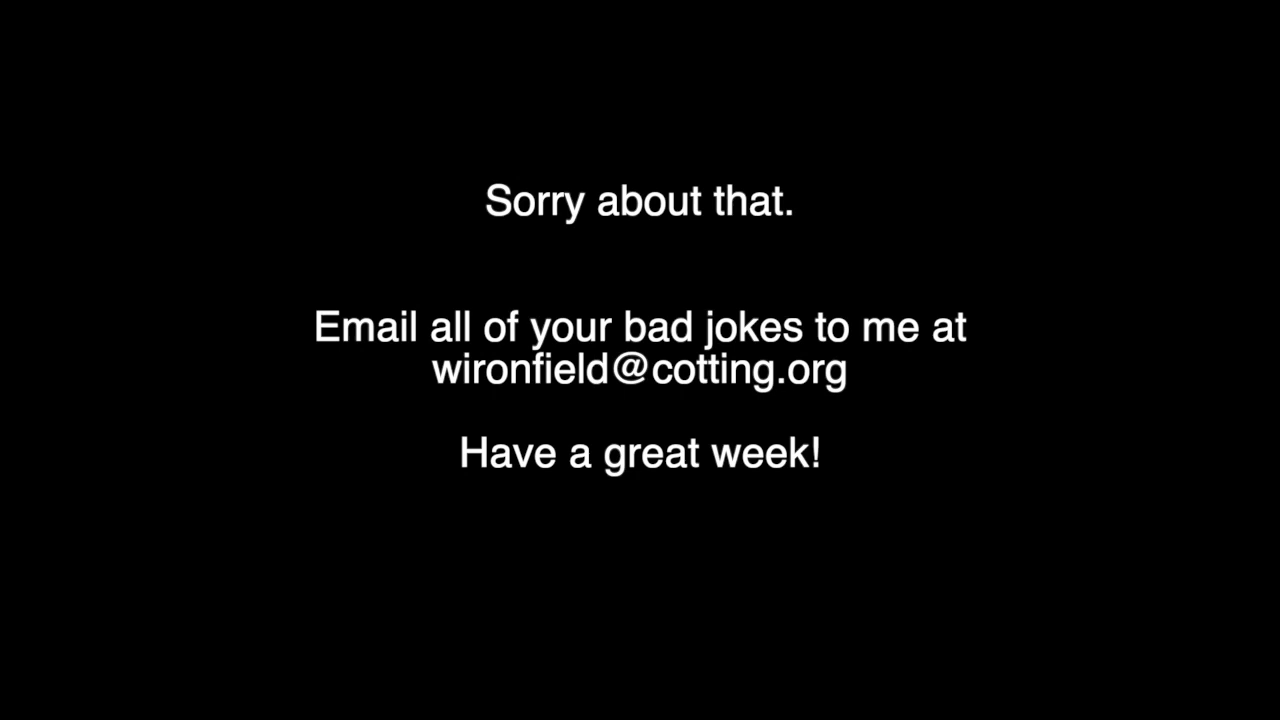 Sorry about that.
Email all of your bad jokes to me at
wironfield@cotting.org
Have a great week!